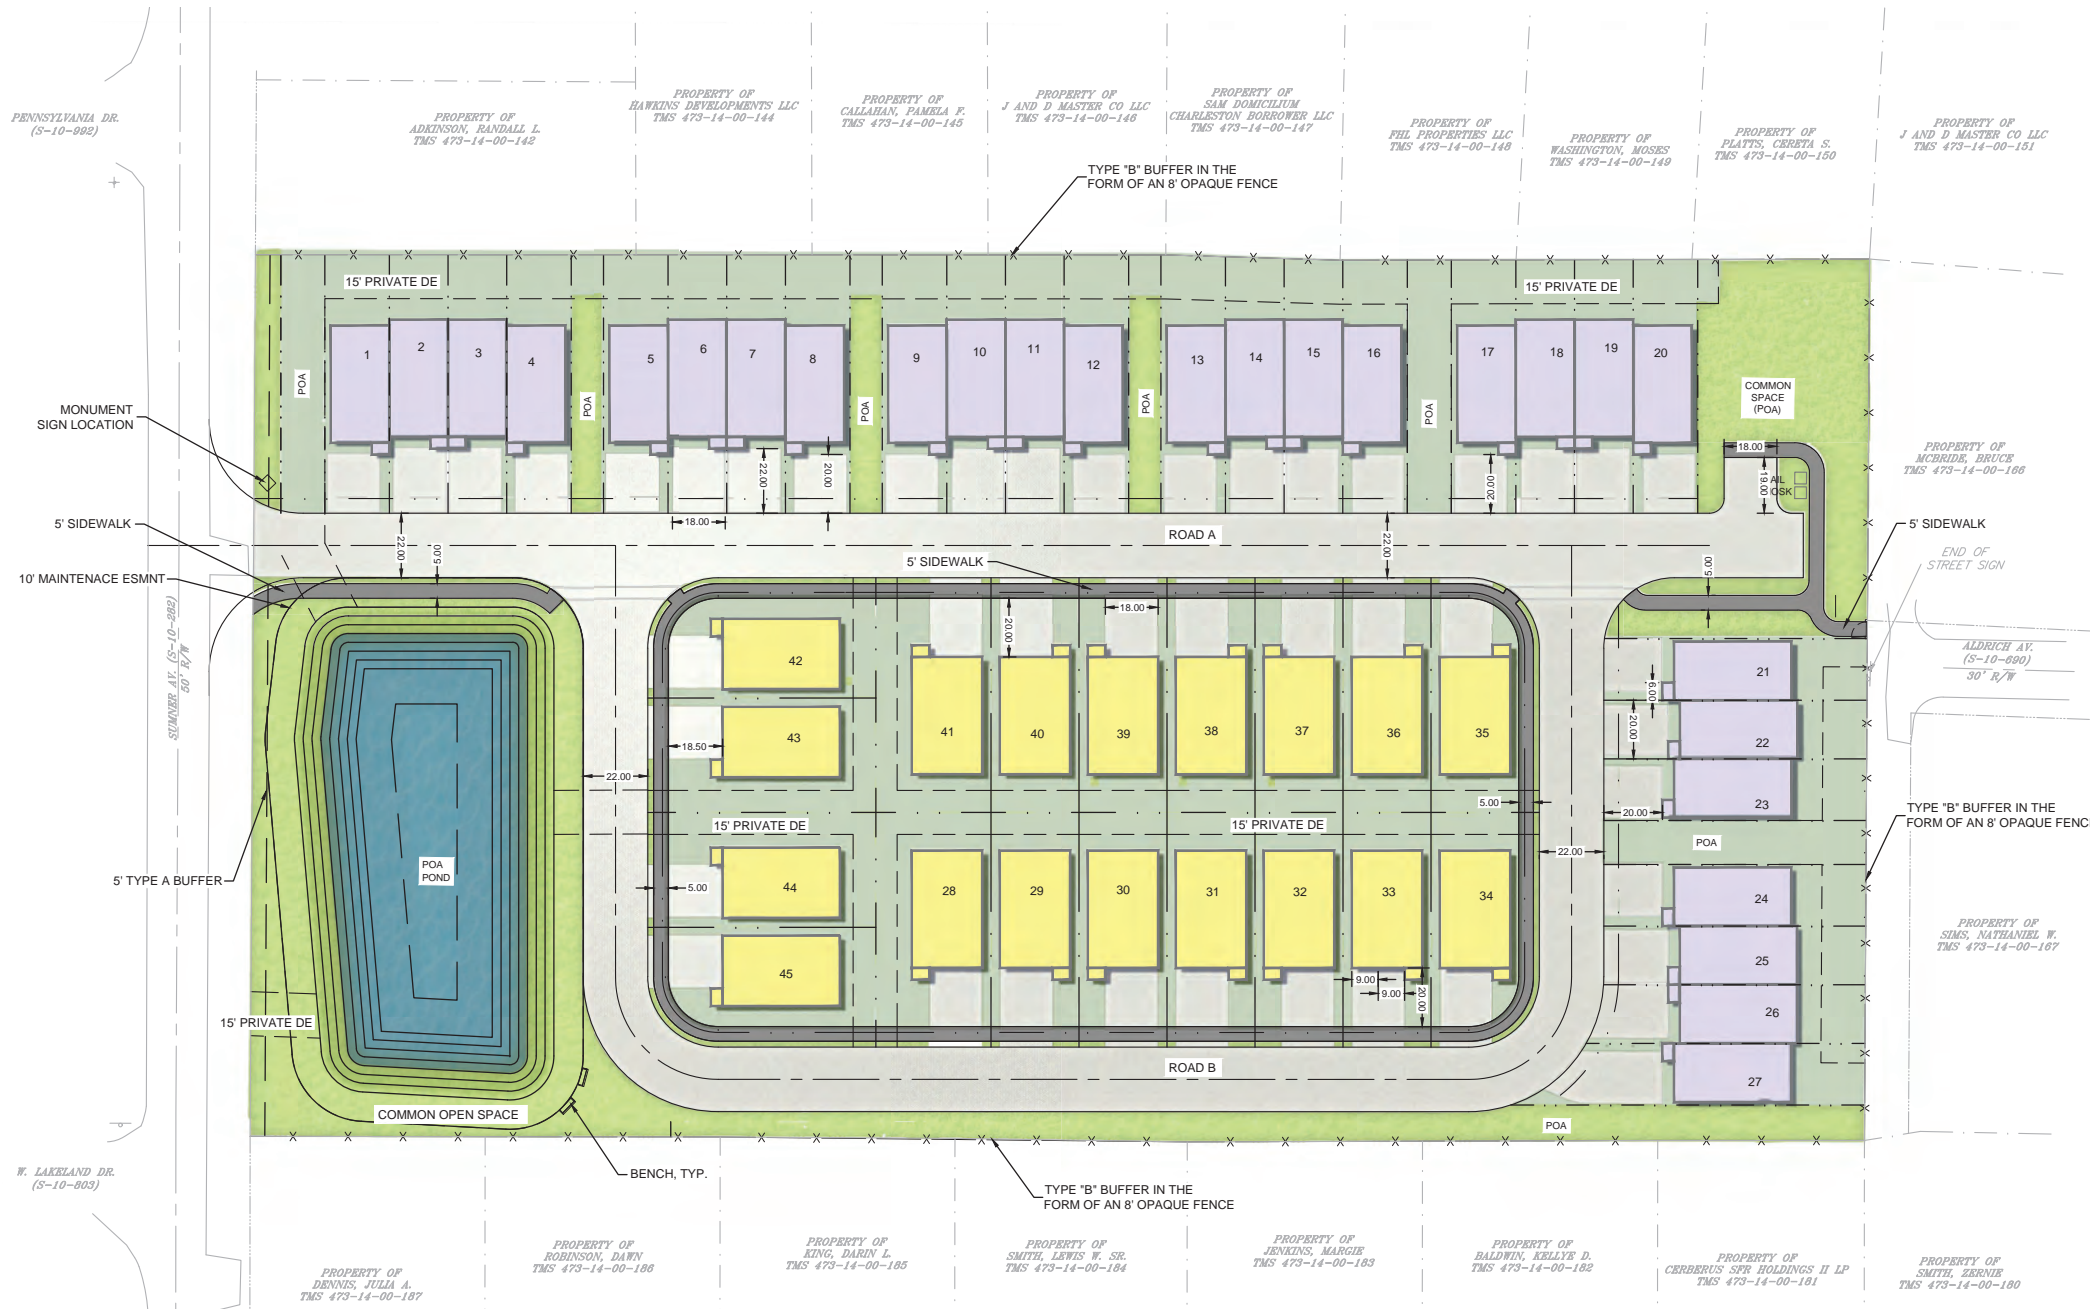 PENNSYLVANIA DR.
(S-10-992)
PROPERTY OF
ADKINSON, RANDALL L.
TMS 473-14-00-142
PROPERTY OF
HAWKINS DEVELOPMENTS LLC
TMS 473-14-00-144
PROPERTY OF
CALLAHAN, PAMELA F.
TMS 473-14-00-145
PROPERTY OF
J AND D MASTER CO LLC
TMS 473-14-00-146
PROPERTY OF
SAM DOMICILIUM
CHARLESTON BORROWER LLC
TMS 473-14-00-147
PROPERTY OF
FHL PROPERTIES LLC
TMS 473-14-00-148
PROPERTY OF
WASHINGTON, MOSES
TMS 473-14-00-149
PROPERTY OF
PLATTS, CERETA S.
TMS 473-14-00-150
PROPERTY OF
J AND D MASTER CO LLC
TMS 473-14-00-151
TYPE "B" BUFFER IN THE
FORM OF AN 8' OPAQUE FENCE
15' PRIVATE DE
15' PRIVATE DE
1
2
3
4
5
6
7
8
9
10
11
12
13
14
15
16
17
18
19
20
POA
POA
POA
POA
POA
COMMON
SPACE
(POA)
MONUMENT
SIGN LOCATION
22.00
20.00
20.00
18.00
19.00
AIL
OSK
PROPERTY OF
MCBRIDE, BRUCE
TMS 473-14-00-166
5' SIDEWALK
10' MAINTENACE ESMNT
22.00
5.00
18.00
ROAD A
22.00
5' SIDEWALK
5.00
5' SIDEWALK
END OF
STREET SIGN
SUMNER AV. (S-10-282)
50' R/W
18.00
20.00
ALDRICH AV.
(S-10-690)
30' R/W
42
43
41
40
39
38
37
36
35
21
22
23
6.00
20.00
20.00
18.50
22.00
5.00
22.00
15' PRIVATE DE
15' PRIVATE DE
POA
TYPE "B" BUFFER IN THE
FORM OF AN 8' OPAQUE FENC
5' TYPE A BUFFER
POA
POND
5.00
44
45
28
29
30
31
32
33
34
24
25
26
27
9.00
9.00
20.00
PROPERTY OF
SIMS, NATHANIEL W.
TMS 473-14-00-167
15' PRIVATE DE
ROAD B
COMMON OPEN SPACE
POA
BENCH, TYP.
TYPE "B" BUFFER IN THE
FORM OF AN 8' OPAQUE FENCE
W. LAKELAND DR.
(S-10-803)
PROPERTY OF
DENNIS, JULIA A.
TMS 473-14-00-187
PROPERTY OF
ROBINSON, DAWN
TMS 473-14-00-186
PROPERTY OF
KING, DARIN L.
TMS 473-14-00-185
PROPERTY OF
SMITH, LEWIS W. SR.
TMS 473-14-00-184
PROPERTY OF
JENKINS, MARGIE
TMS 473-14-00-183
PROPERTY OF
BALDWIN, KELLYE D.
TMS 473-14-00-182
PROPERTY OF
CERBERUS SFR HOLDINGS II LP
TMS 473-14-00-181
PROPERTY OF
SMITH, ZERNIE
TMS 473-14-00-180